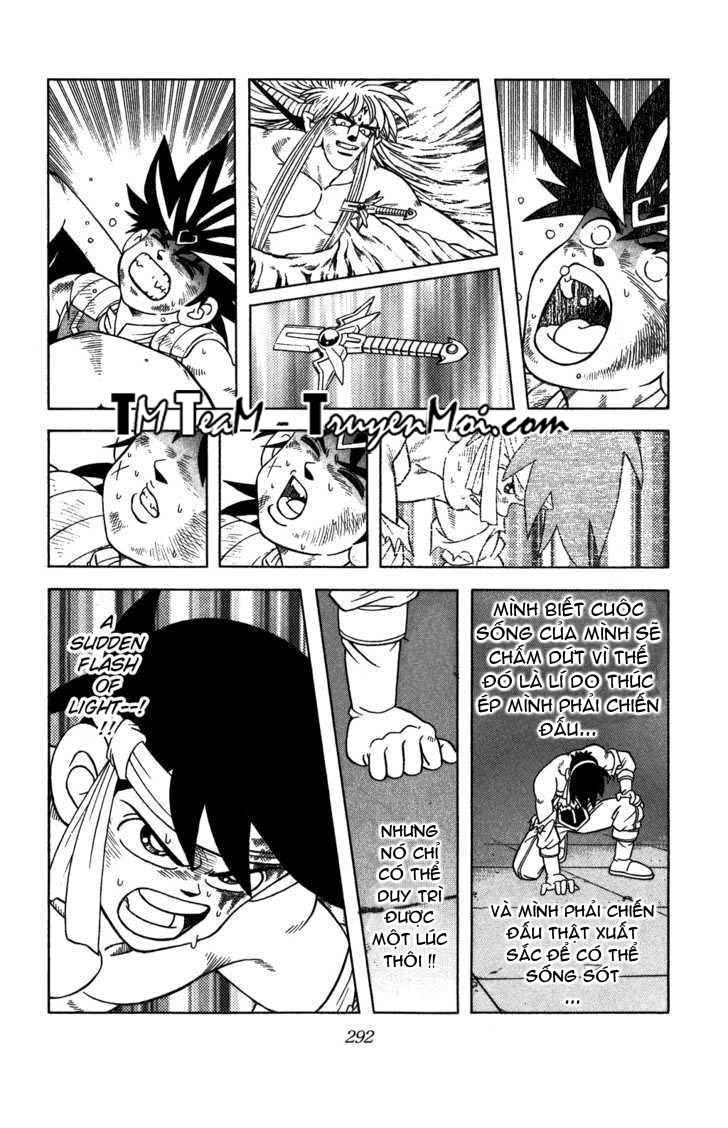 TM TeaM - TruyenMoi.com
MÌNH BIẾT CUỘC
SỐNG CỦA MÌNH SẼ
CHẤM DỨT VÌ THẾ
ĐÓ LÀ LÍ DO THÚC
ÉP MÌNH PHẢI CHIẾN
ĐẤU...
VÀ MÌNH PHẢI CHIẾN
ĐẤU THẬT XUẤT
SẮC ĐỂ CÓ THỂ
SỐNG SÓT
...
NHƯNG
NÓ CHỈ
CÓ THỂ
DUY TRÌ
ĐƯỢC
MỘT LÚC
THÔI !!
A
SUDDEN
FLASH
OF
LIGHT--!
!!
292